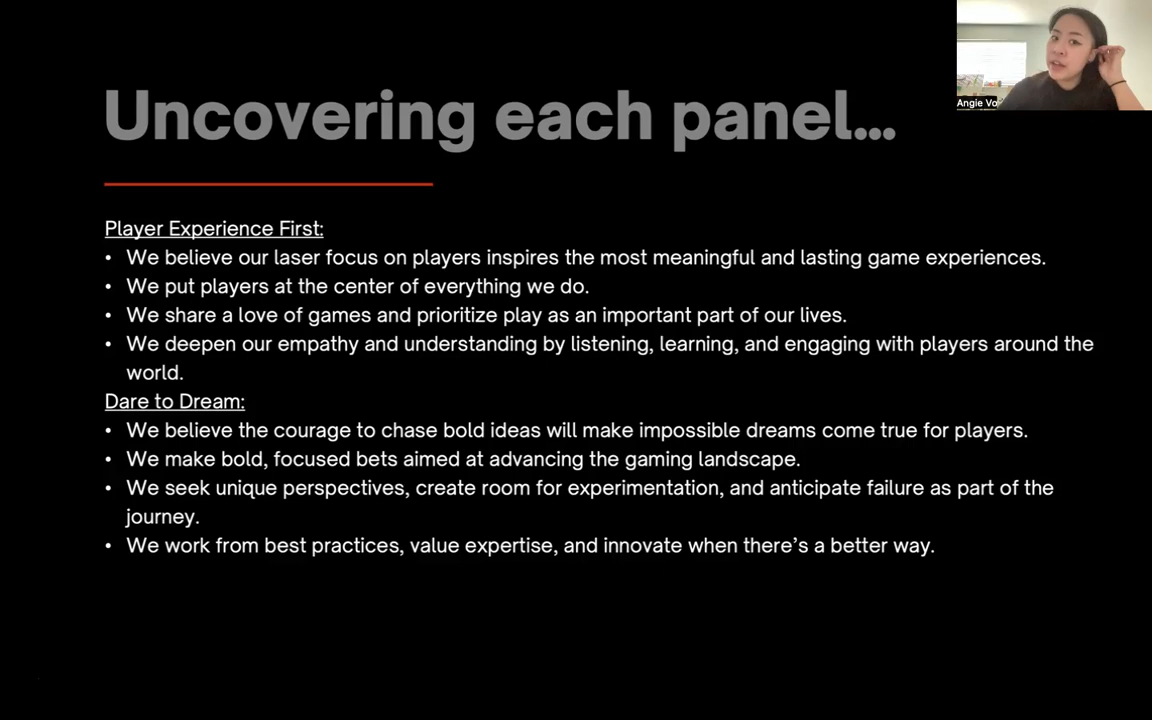 Uncovering each panel...
Angie Vo
Player Experience First:
• We believe our laser focus on players inspires the most meaningful and lasting game experiences.
• We put players at the center of everything we do.
• We share a love of games and prioritize play as an important part of our lives.
• We deepen our empathy and understanding by listening, learning, and engaging with players around the
world.
Dare to Dream:
• We believe the courage to chase bold ideas will make impossible dreams come true for players.
• We make bold, focused bets aimed at advancing the gaming landscape.
• We seek unique perspectives, create room for experimentation, and anticipate failure as part of the
journey.
• We work from best practices, value expertise, and innovate when there’s a better way.